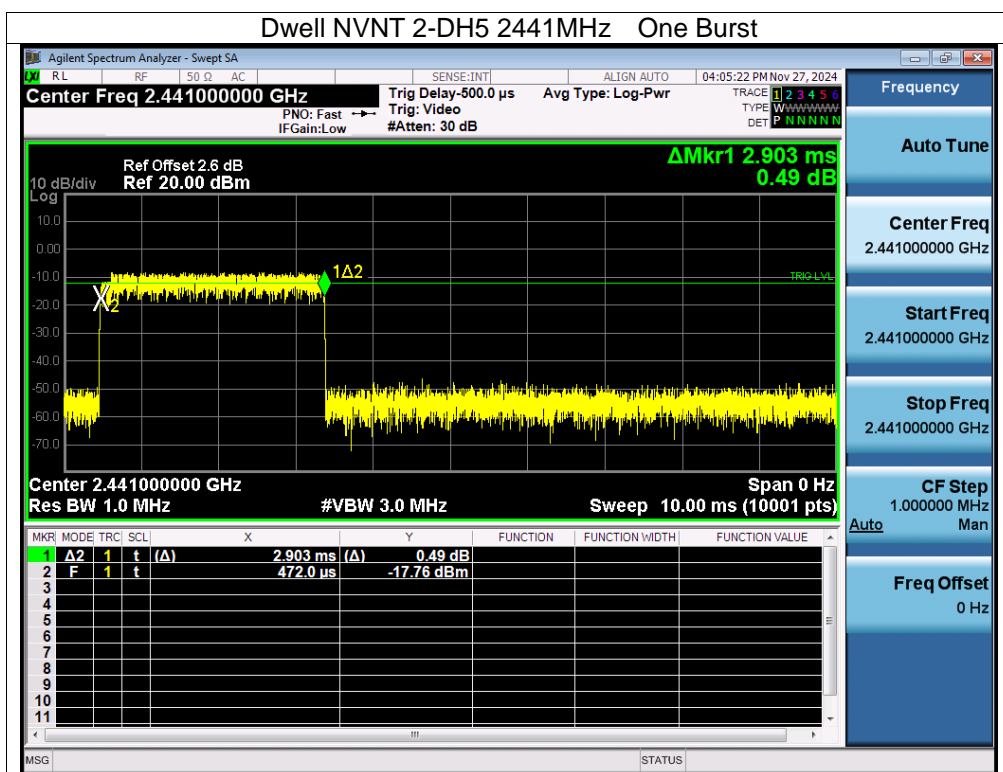 Dwell NVNT 2-DH5 2441MHz One Burst
Agilent Spectrum Analyzer - Swept SA
LXI RL RF 50 Ω AC SENSE:INT ALIGN AUTO 04:05:22 PM Nov 27, 2024
Center Freq 2.441000000 GHz
PNO: Fast
IFGain:Low
Trig Delay-500.0 µs
Trig: Video
#Atten: 30 dB
Avg Type: Log-Pwr
TRACE 1 2 3 4 5 6
TYPE WWWWWW
DET P NNNNN
ΔMkr1 2.903 ms
0.49 dB
Ref Offset 2.6 dB
10 dB/div Ref 20.00 dBm
Log
10.0
0.00
-10.0
-20.0
-30.0
-40.0
-50.0
-60.0
-70.0
1Δ2
TRIG LVL
2
Center 2.441000000 GHz Span 0 Hz
Res BW 1.0 MHz #VBW 3.0 MHz Sweep 10.00 ms (10001 pts)
MKR MODE TRC SCL X Y FUNCTION FUNCTION WIDTH FUNCTION VALUE
1 Δ2 1 t (Δ) 2.903 ms (Δ) 0.49 dB
2 F 1 t 472.0 µs -17.76 dBm
3
4
5
6
7
8
9
10
11
MSG STATUS
Frequency
Auto Tune
Center Freq
2.441000000 GHz
Start Freq
2.441000000 GHz
Stop Freq
2.441000000 GHz
CF Step
1.000000 MHz
Auto Man
Freq Offset
0 Hz